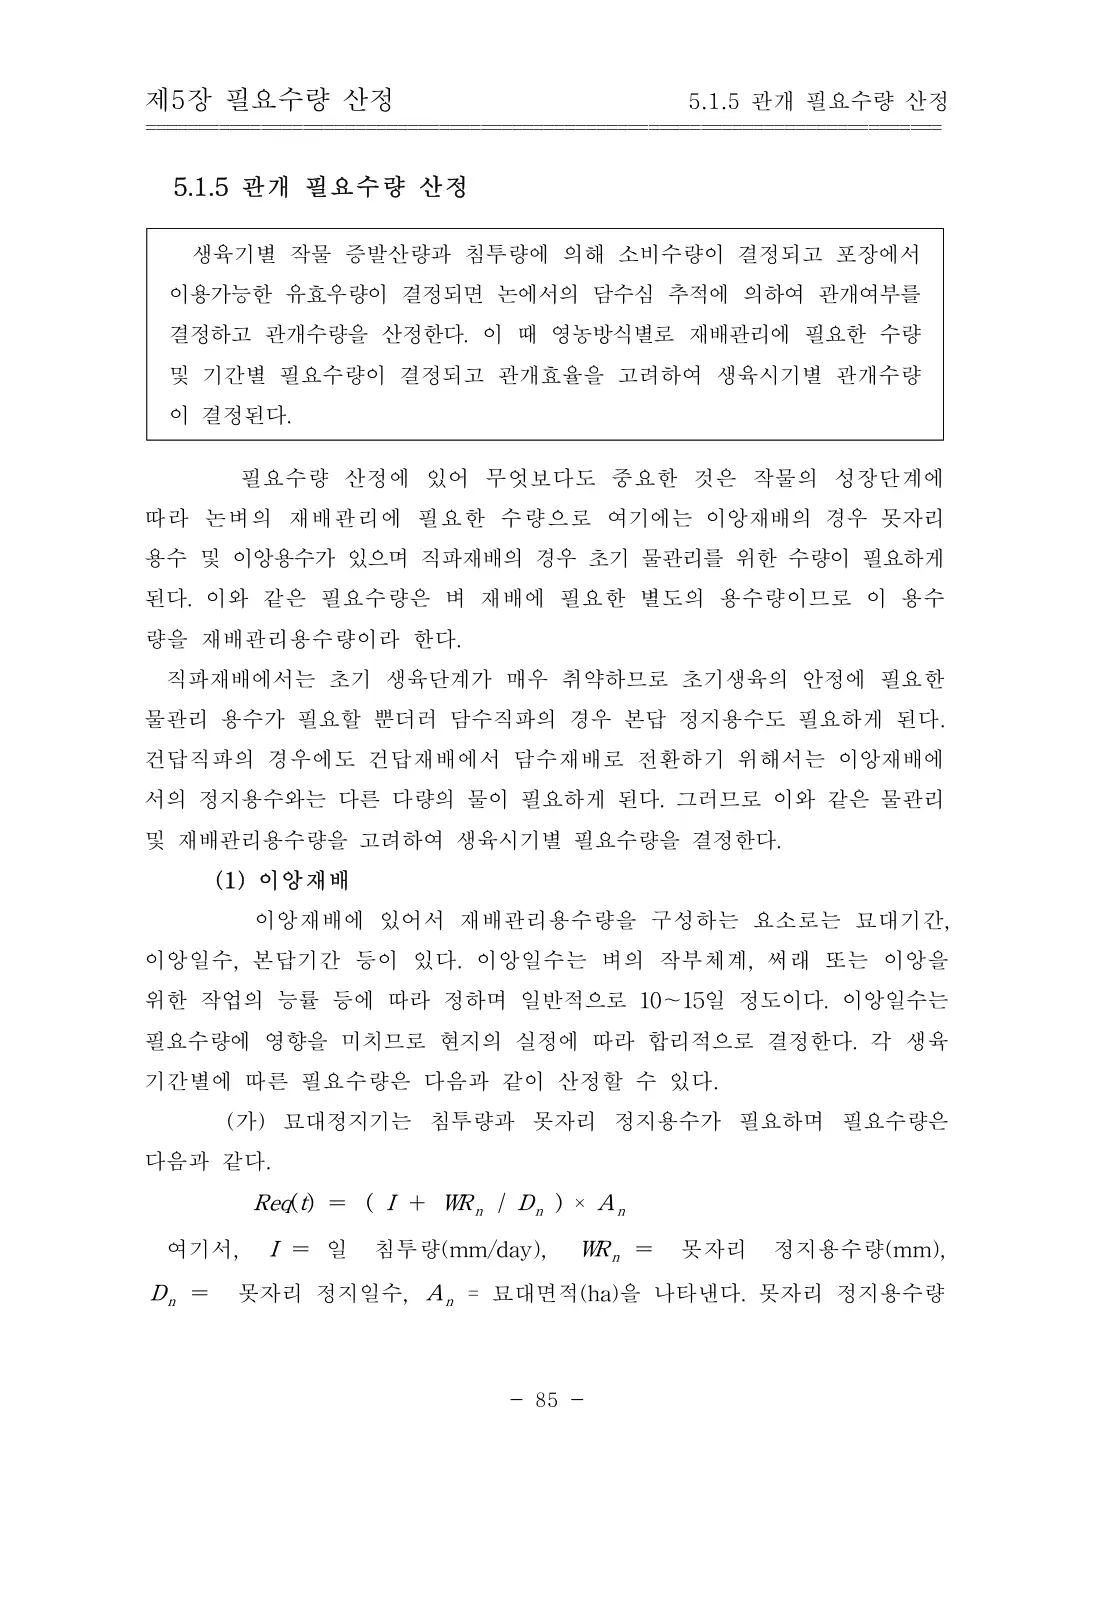 제5장 필요수량 산정 5.1.5 관개 필요수량 산정
5.1.5 관개 필요수량 산정
생육기별 작물 증발산량과 침투량에 의해 소비수량이 결정되고 포장에서
이용가능한 유효우량이 결정되면 논에서의 담수심 추적에 의하여 관개여부를
결정하고 관개수량을 산정한다. 이 때 영농방식별로 재배관리에 필요한 수량
및 기간별 필요수량이 결정되고 관개효율을 고려하여 생육시기별 관개수량
이 결정된다.
필요수량 산정에 있어 무엇보다도 중요한 것은 작물의 성장단계에
따라 논벼의 재배관리에 필요한 수량으로 여기에는 이앙재배의 경우 못자리
용수 및 이앙용수가 있으며 직파재배의 경우 초기 물관리를 위한 수량이 필요하게
된다. 이와 같은 필요수량은 벼 재배에 필요한 별도의 용수량이므로 이 용수
량을 재배관리용수량이라 한다.
직파재배에서는 초기 생육단계가 매우 취약하므로 초기생육의 안정에 필요한
물관리 용수가 필요할 뿐더러 담수직파의 경우 본답 정지용수도 필요하게 된다.
건답직파의 경우에도 건답재배에서 담수재배로 전환하기 위해서는 이앙재배에
서의 정지용수와는 다른 다량의 물이 필요하게 된다. 그러므로 이와 같은 물관리
및 재배관리용수량을 고려하여 생육시기별 필요수량을 결정한다.
(1) 이앙재배
이앙재배에 있어서 재배관리용수량을 구성하는 요소로는 묘대기간,
이앙일수, 본답기간 등이 있다. 이앙일수는 벼의 작부체계, 써래 또는 이앙을
위한 작업의 능률 등에 따라 정하며 일반적으로 10~15일 정도이다. 이앙일수는
필요수량에 영향을 미치므로 현지의 실정에 따라 합리적으로 결정한다. 각 생육
기간별에 따른 필요수량은 다음과 같이 산정할 수 있다.
(가) 묘대정지기는 침투량과 못자리 정지용수가 필요하며 필요수량은
다음과 같다.
Req(t) = ( I + WRn / Dn ) × An
여기서, I = 일 침투량(mm/day), WRn = 못자리 정지용수량(mm),
Dn = 못자리 정지일수, An = 묘대면적(ha)을 나타낸다. 못자리 정지용수량
- 85 -